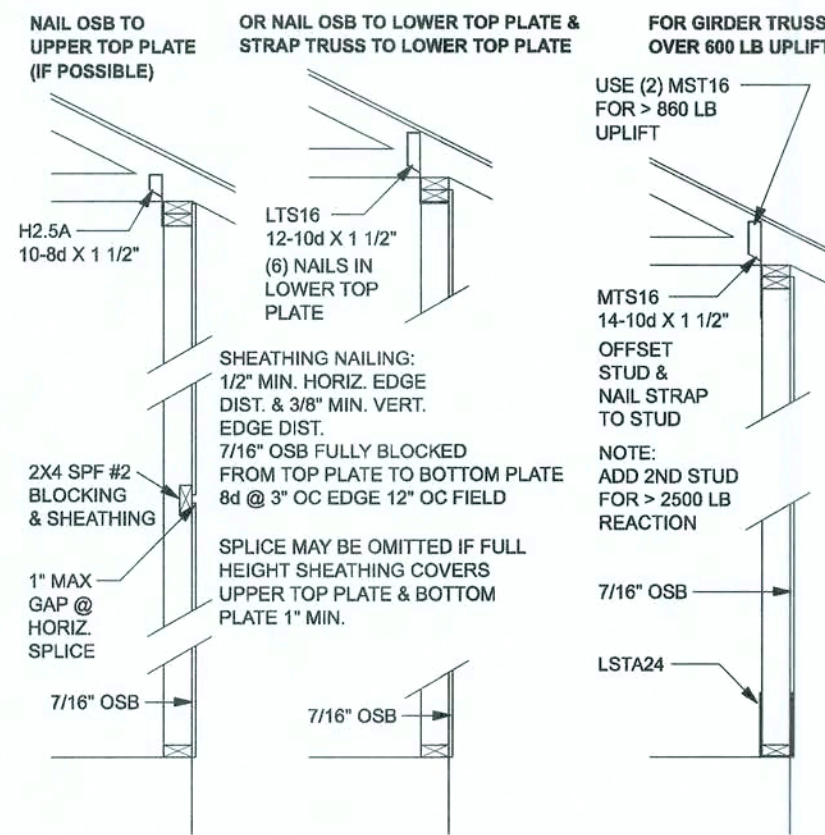 NAIL OSB TO
UPPER TOP PLATE
(IF POSSIBLE)
OR NAIL OSB TO LOWER TOP PLATE &
STRAP TRUSS TO LOWER TOP PLATE
FOR GIRDER TRUSS
OVER 600 LB UPLIFT
USE (2) MST16
FOR > 860 LB
UPLIFT
H2.5A
10-8d X 1 1/2"
LTS16
12-10d X 1 1/2"
(6) NAILS IN
LOWER TOP
PLATE
MTS16
14-10d X 1 1/2"
OFFSET
STUD &
NAIL STRAP
TO STUD
SHEATHING NAILING:
1/2" MIN. HORIZ. EDGE
DIST. & 3/8" MIN. VERT.
EDGE DIST.
7/16" OSB FULLY BLOCKED
FROM TOP PLATE TO BOTTOM PLATE
8d @ 3" OC EDGE 12" OC FIELD
2X4 SPF #2
BLOCKING
& SHEATHING
NOTE:
ADD 2ND STUD
FOR > 2500 LB
REACTION
SPLICE MAY BE OMITTED IF FULL
HEIGHT SHEATHING COVERS
UPPER TOP PLATE & BOTTOM
PLATE 1" MIN.
1" MAX
GAP @
HORIZ.
SPLICE
7/16" OSB
LSTA24
7/16" OSB
7/16" OSB